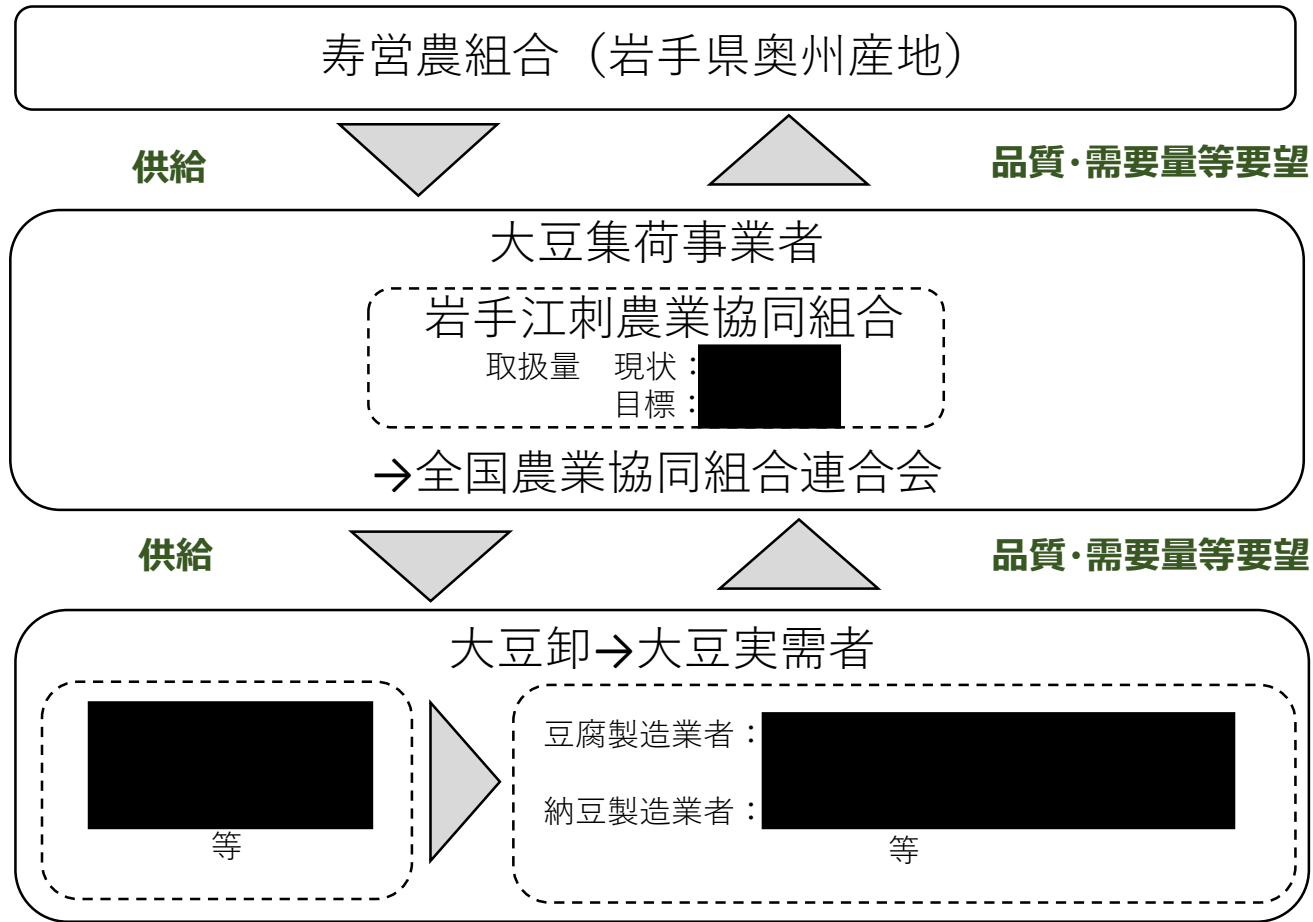 寿営農組合（岩手県奥州産地）
供給
品質･需要量等要望
大豆集荷事業者
岩手江刺農業協同組合
取扱量　現状：
目標：
→全国農業協同組合連合会
供給
品質･需要量等要望
大豆卸→大豆実需者
等
豆腐製造業者：
納豆製造業者：
等